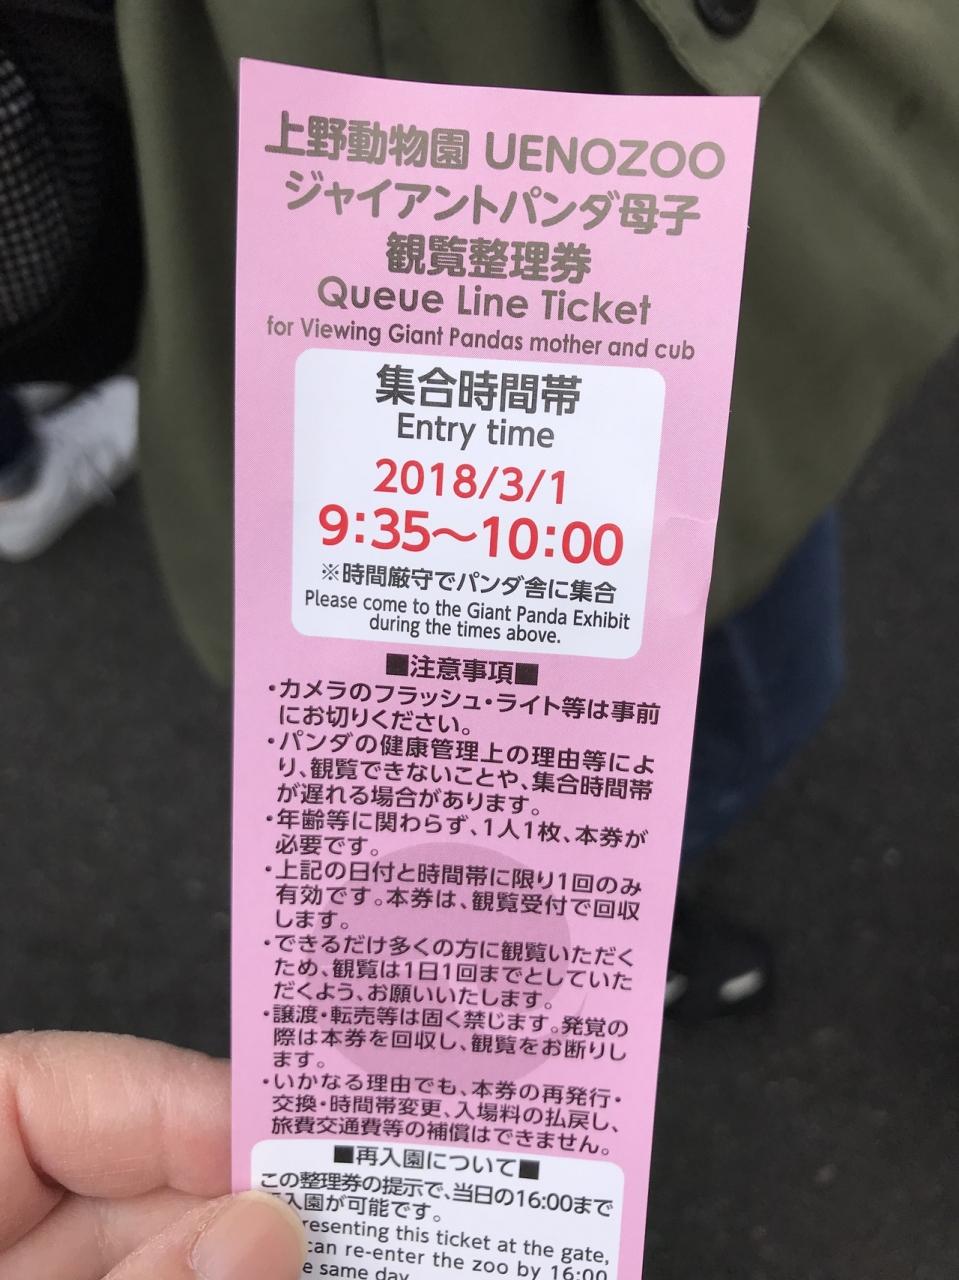 上野動物園 UENOZOO
ジャイアントパンダ母子
観覧整理券
Queue Line Ticket
for Viewing Giant Pandas mother and cub
集合時間帯
Entry time
2018/3/1
9:35～10:00
※時間厳守でパンダ舎に集合
Please come to the Giant Panda Exhibit
during the times above.
■注意事項■
・カメラのフラッシュ・ライト等は事前
にお切りください。
・パンダの健康管理上の理由等によ
り、観覧できないことや、集合時間帯
が遅れる場合があります。
・年齢等に関わらず、1人1枚、本券が
必要です。
・上記の日付と時間帯に限り1回のみ
有効です。本券は、観覧受付で回収
します。
・できるだけ多くの方に観覧いただく
ため、観覧は1日1回までとしていた
だくよう、お願いいたします。
・譲渡・転売等は固く禁じます。発覚の
際は本券を回収し、観覧をお断りし
ます。
・いかなる理由でも、本券の再発行・
交換・時間帯変更、入場料の払戻し、
旅費交通費等の補償はできません。
■再入園について■
この整理券の提示で、当日の16:00まで
入園が可能です。
resenting this ticket at the gate,
can re-enter the zoo by 16:00
same day